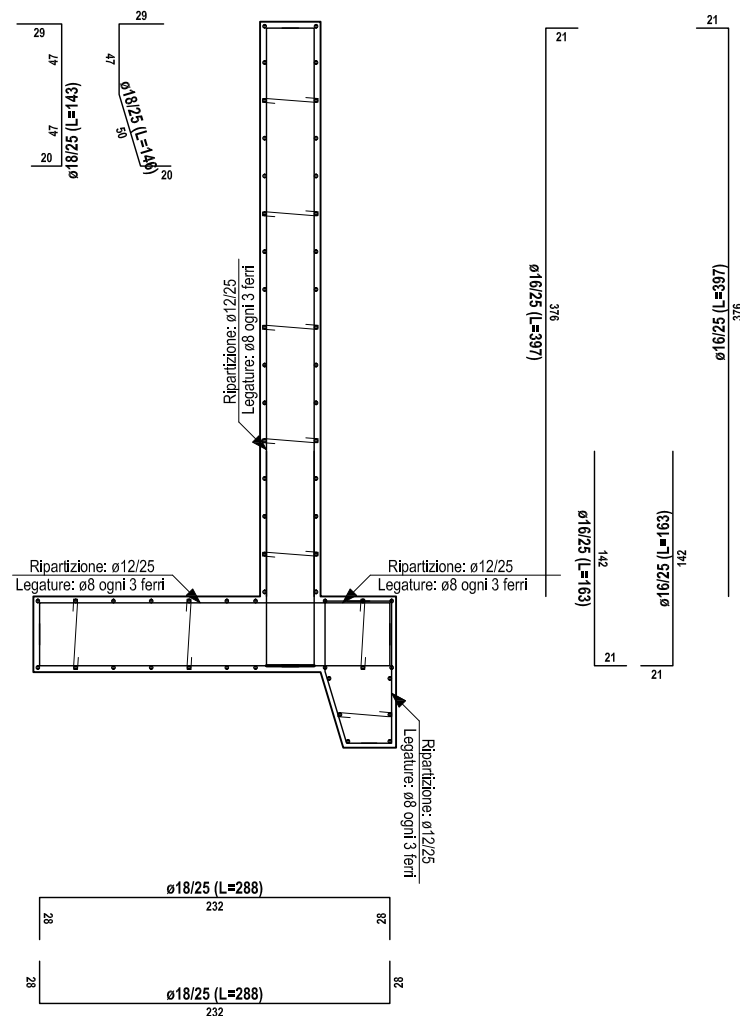 29
29
21
21
47
47
ø18/25 (L=143)
47
20
ø18/25 (L=146)
50
20
Ripartizione: ø12/25
Legature: ø8 ogni 3 ferri
ø16/25 (L=397)
376
ø16/25 (L=397)
376
ø16/25 (L=163)
142
21
ø16/25 (L=163)
142
21
Ripartizione: ø12/25
Legature: ø8 ogni 3 ferri
Ripartizione: ø12/25
Legature: ø8 ogni 3 ferri
Ripartizione: ø12/25
Legature: ø8 ogni 3 ferri
ø18/25 (L=288)
232
28
28
28
28
ø18/25 (L=288)
232